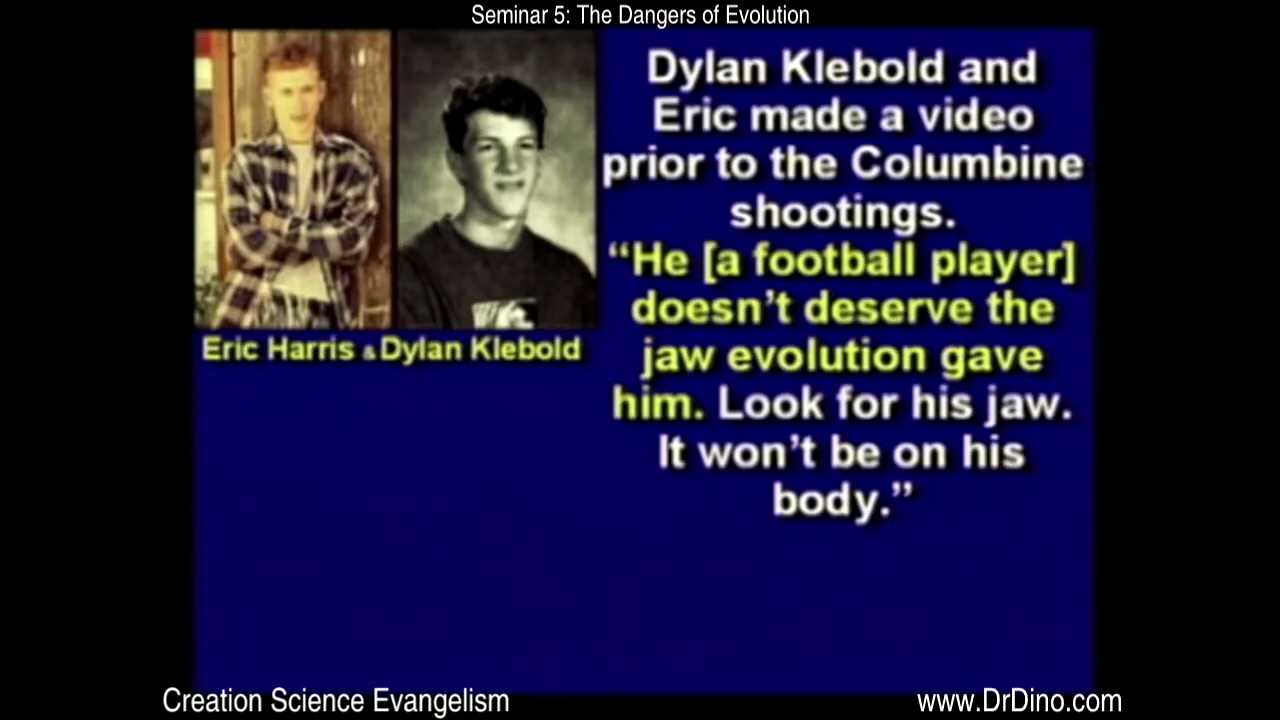 Seminar 5: The Dangers of Evolution
Dylan Klebold and
Eric made a video
prior to the Columbine
shootings.
“He [a football player]
doesn’t deserve the
jaw evolution gave
him. Look for his jaw.
It won’t be on his
body.”
Eric Harris & Dylan Klebold
Creation Science Evangelism
www.DrDino.com